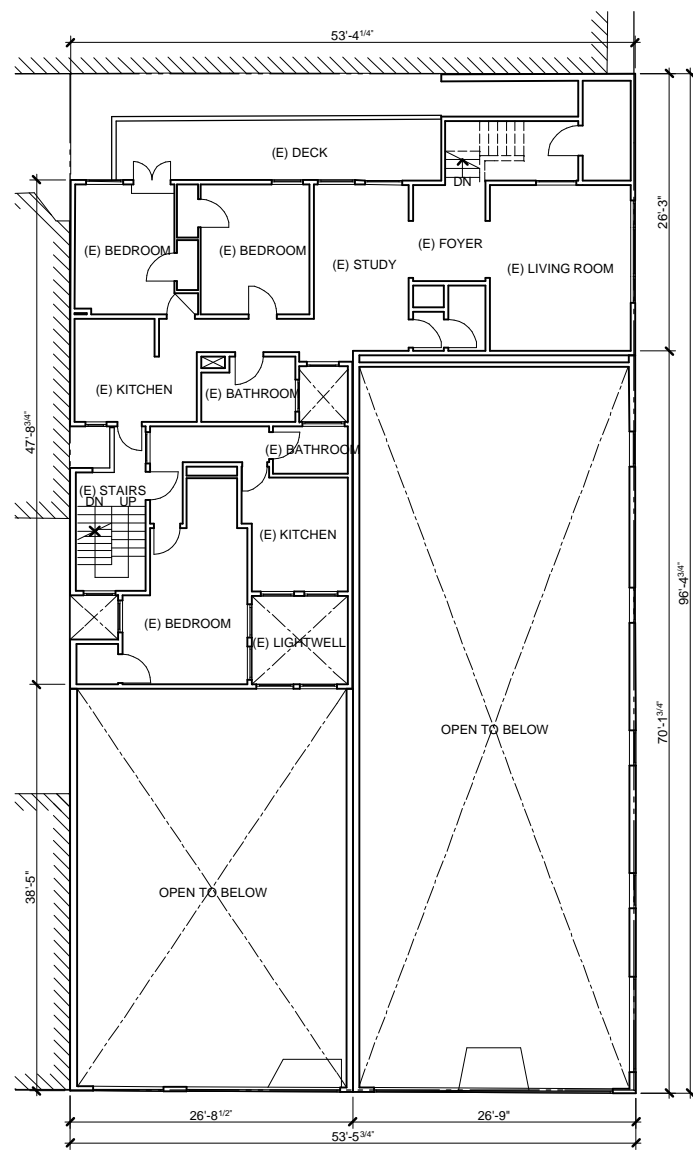 53'-4 1/4"
(E) DECK
DN
26'-3"
(E) FOYER
(E) BEDROOM
(E) BEDROOM
(E) STUDY
(E) LIVING ROOM
(E) KITCHEN
(E) BATHROOM
47'-8 3/4"
(E) BATHROOM
(E) STAIRS
DN UP
(E) KITCHEN
96'-4 3/4"
(E) BEDROOM
(E) LIGHTWELL
70'-1 3/4"
OPEN TO BELOW
38'-5"
OPEN TO BELOW
26'-8 1/2"
26'-9"
53'-5 3/4"